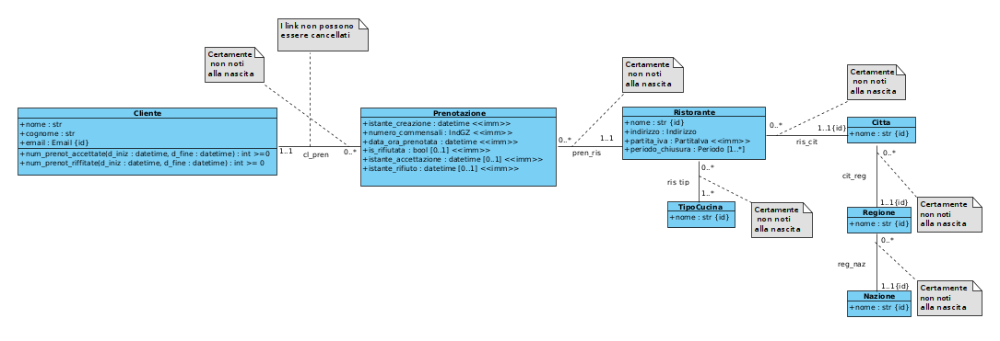 I link non possono
essere cancellati
Certamente
non noti
alla nascita
Certamente
non noti
alla nascita
Certamente
non noti
alla nascita
Cliente
+nome : str
+cognome : str
+email : Email {id}
+num_prenot_accettate(d_iniz : datetime, d_fine : datetime) : int >=0
+num_prenot_riffitate(d_iniz : datetime, d_fine : datetime) : int >= 0
1..1
cl_pren
0..*
Prenotazione
+istante_creazione : datetime <<imm>>
+numero_commensali : IndGZ <<imm>>
+data_ora_prenotata : datetime <<imm>>
+is_rifiutata : bool [0..1] <<imm>>
+istante_accettazione : datetime [0..1] <<imm>>
+istante_rifiuto : datetime [0..1] <<imm>>
0..*
1..1
pren_ris
Ristorante
+nome : str {id}
+indirizzo : Indirizzo
+partita_iva : PartitaIva <<imm>>
+periodo_chiusura : Periodo [1..*]
0..*
1..1{id}
ris_cit
Citta
+nome : str {id}
0..*
ris tip
1..*
TipoCucina
+nome : str {id}
Certamente
non noti
alla nascita
0..*
cit_reg
1..1{id}
Certamente
non noti
alla nascita
Regione
+nome : str {id}
0..*
reg_naz
1..1{id}
Certamente
non noti
alla nascita
Nazione
+nome : str {id}